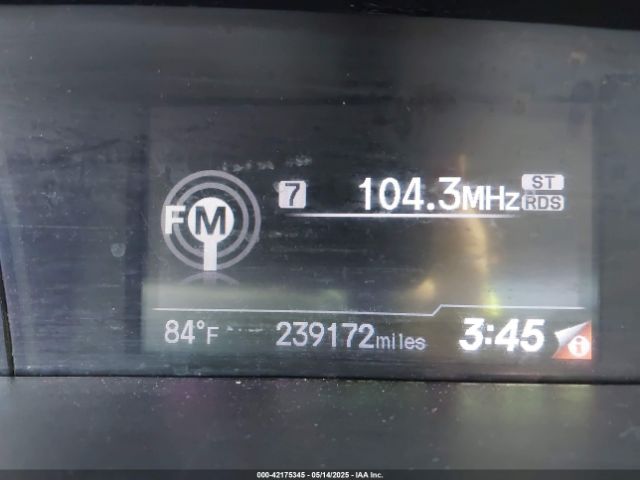 7 104.3MHz ST
FM RDS
84°F 239172miles 3:45 i
000-42175345 - 05/14/2025 - IAA Inc.